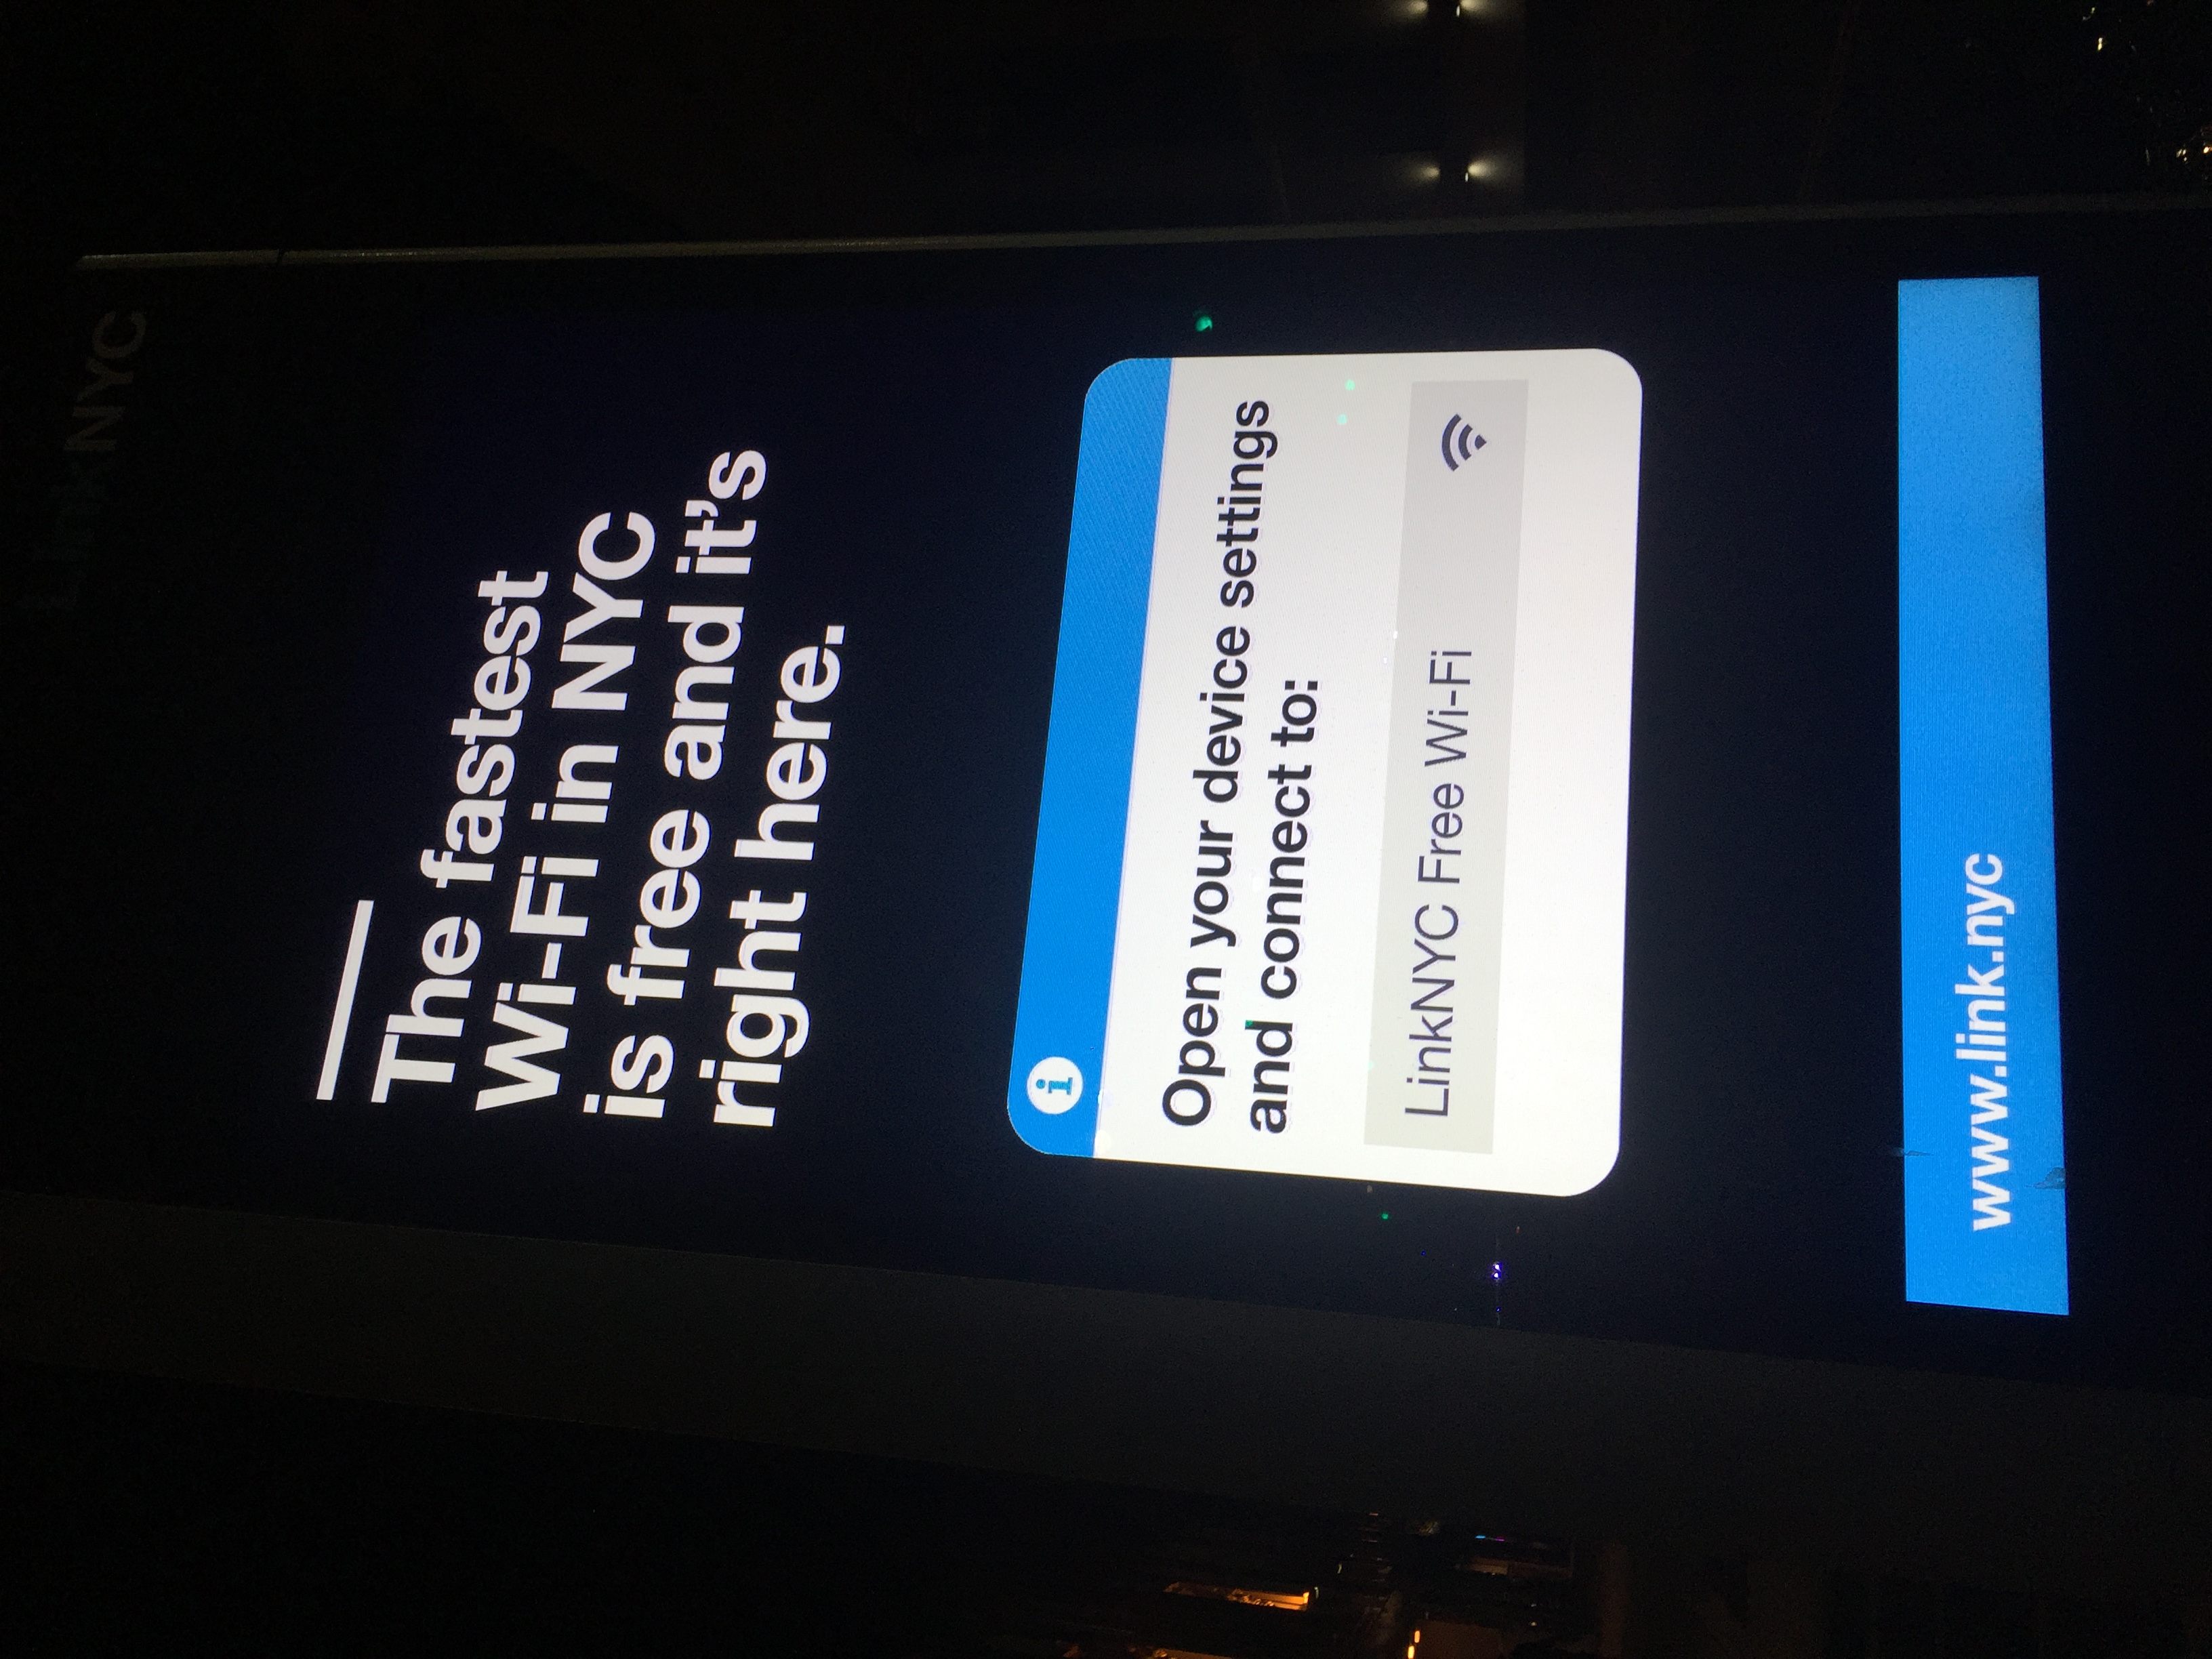 LinkNYC
The fastest
Wi-Fi in NYC
is free and it’s
right here.
i
Open your device settings
and connect to:
LinkNYC Free Wi-Fi
www.link.nyc